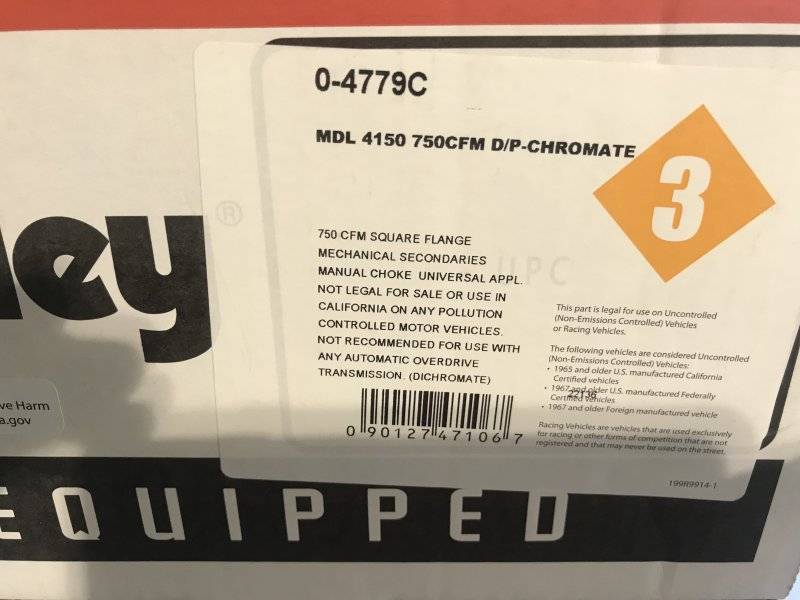 0-4779C
MDL 4150 750CFM D/P-CHROMATE
3
ley®
UPC
750 CFM SQUARE FLANGE
MECHANICAL SECONDARIES
MANUAL CHOKE UNIVERSAL APPL.
NOT LEGAL FOR SALE OR USE IN
CALIFORNIA ON ANY POLLUTION
CONTROLLED MOTOR VEHICLES.
NOT RECOMMENDED FOR USE WITH
ANY AUTOMATIC OVERDRIVE
TRANSMISSION. (DICHROMATE)
0 90127 47106 7
This part is legal for use on Uncontrolled
(Non-Emissions Controlled) Vehicles
or Racing Vehicles.
The following vehicles are considered Uncontrolled
(Non-Emissions Controlled) Vehicles:
• 1965 and older U.S. manufactured California
Certified vehicles
• 1967 and older U.S. manufactured Federally
Certified vehicles
22136
• 1967 and older Foreign manufactured vehicle
Racing Vehicles are vehicles that are used exclusively
for racing or other forms of competition that are not
registered and that may never be used on the street.
199R9914-1
ve Harm
a.gov
EQUIPPED